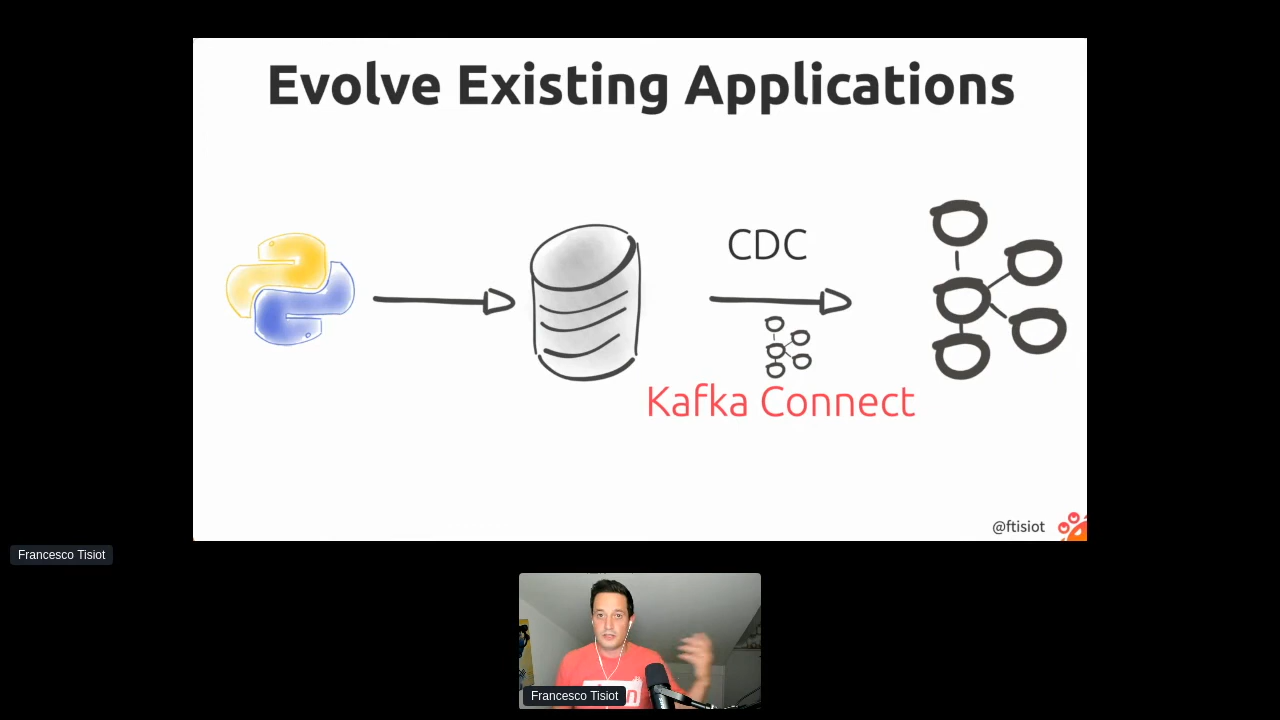 Evolve Existing Applications
CDC
Kafka Connect
@ftisiot
Francesco Tisiot
Francesco Tisiot